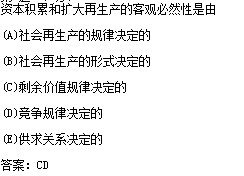 资本积累和扩大再生产的客观必然性是由
(A)社会再生产的规律决定的
(B)社会再生产的形式决定的
(C)剩余价值规律决定的
(D)竞争规律决定的
(E)供求关系决定的
答案：CD